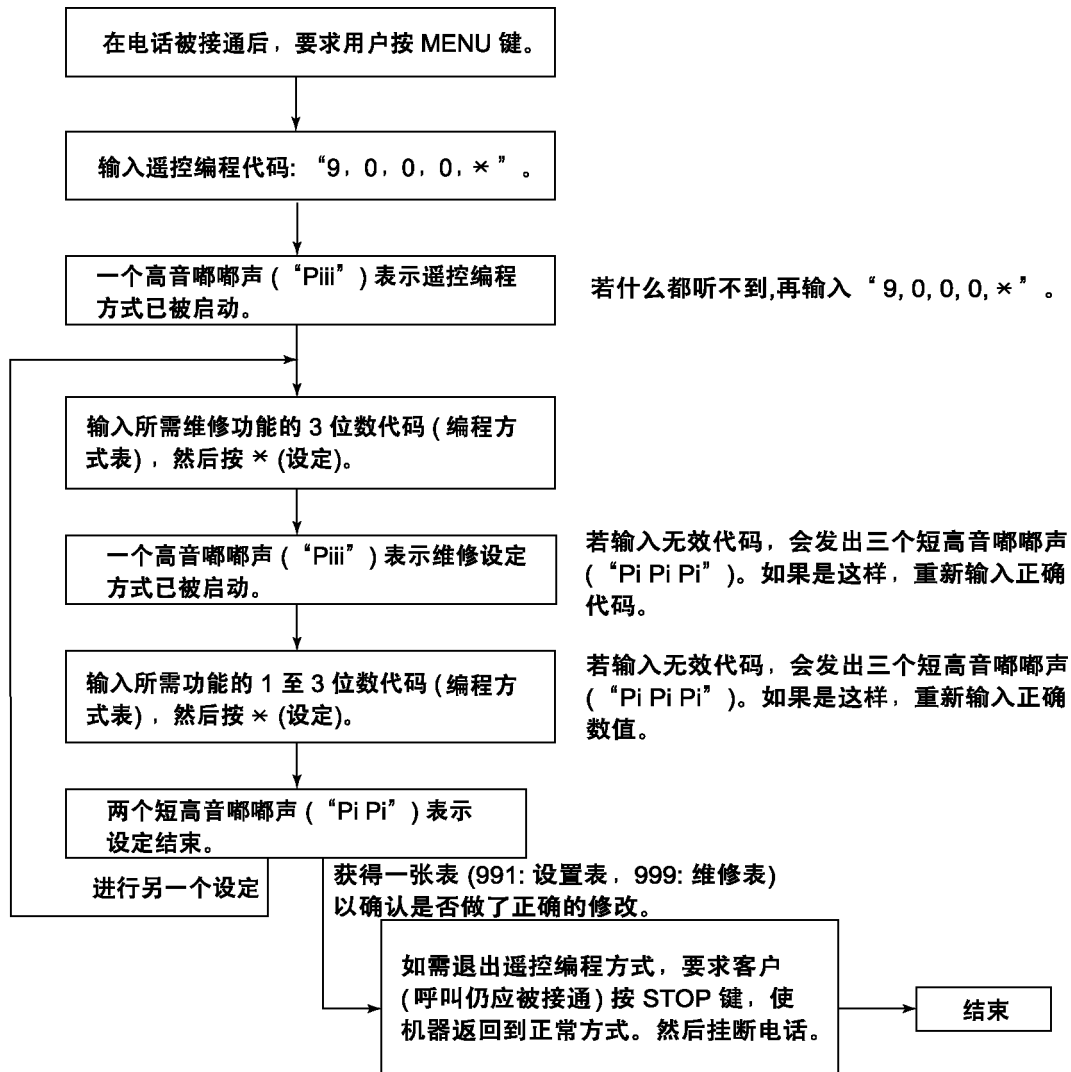 在电话被接通后，要求用户按 MENU 键。
输入遥控编程代码: “9，0，0，0，＊”。
一个高音嘟嘟声 (“Piii”) 表示遥控编程
方式已被启动。
若什么都听不到,再输入 “9, 0, 0, 0, ＊”。
输入所需维修功能的 3 位数代码 (编程方
式表)，然后按 ＊ (设定)。
一个高音嘟嘟声 (“Piii”) 表示维修设定
方式已被启动。
若输入无效代码，会发出三个短高音嘟嘟声
(“Pi Pi Pi”)。如果是这样，重新输入正确
代码。
输入所需功能的 1 至 3 位数代码 (编程方
式表)，然后按 ＊ (设定)。
若输入无效代码，会发出三个短高音嘟嘟声
(“Pi Pi Pi”)。如果是这样，重新输入正确
数值。
两个短高音嘟嘟声 (“Pi Pi”) 表示
设定结束。
进行另一个设定
获得一张表 (991: 设置表，999: 维修表)
以确认是否做了正确的修改。
如需退出遥控编程方式，要求客户
(呼叫仍应被接通) 按 STOP 键，使
机器返回到正常方式。然后挂断电话。
结束